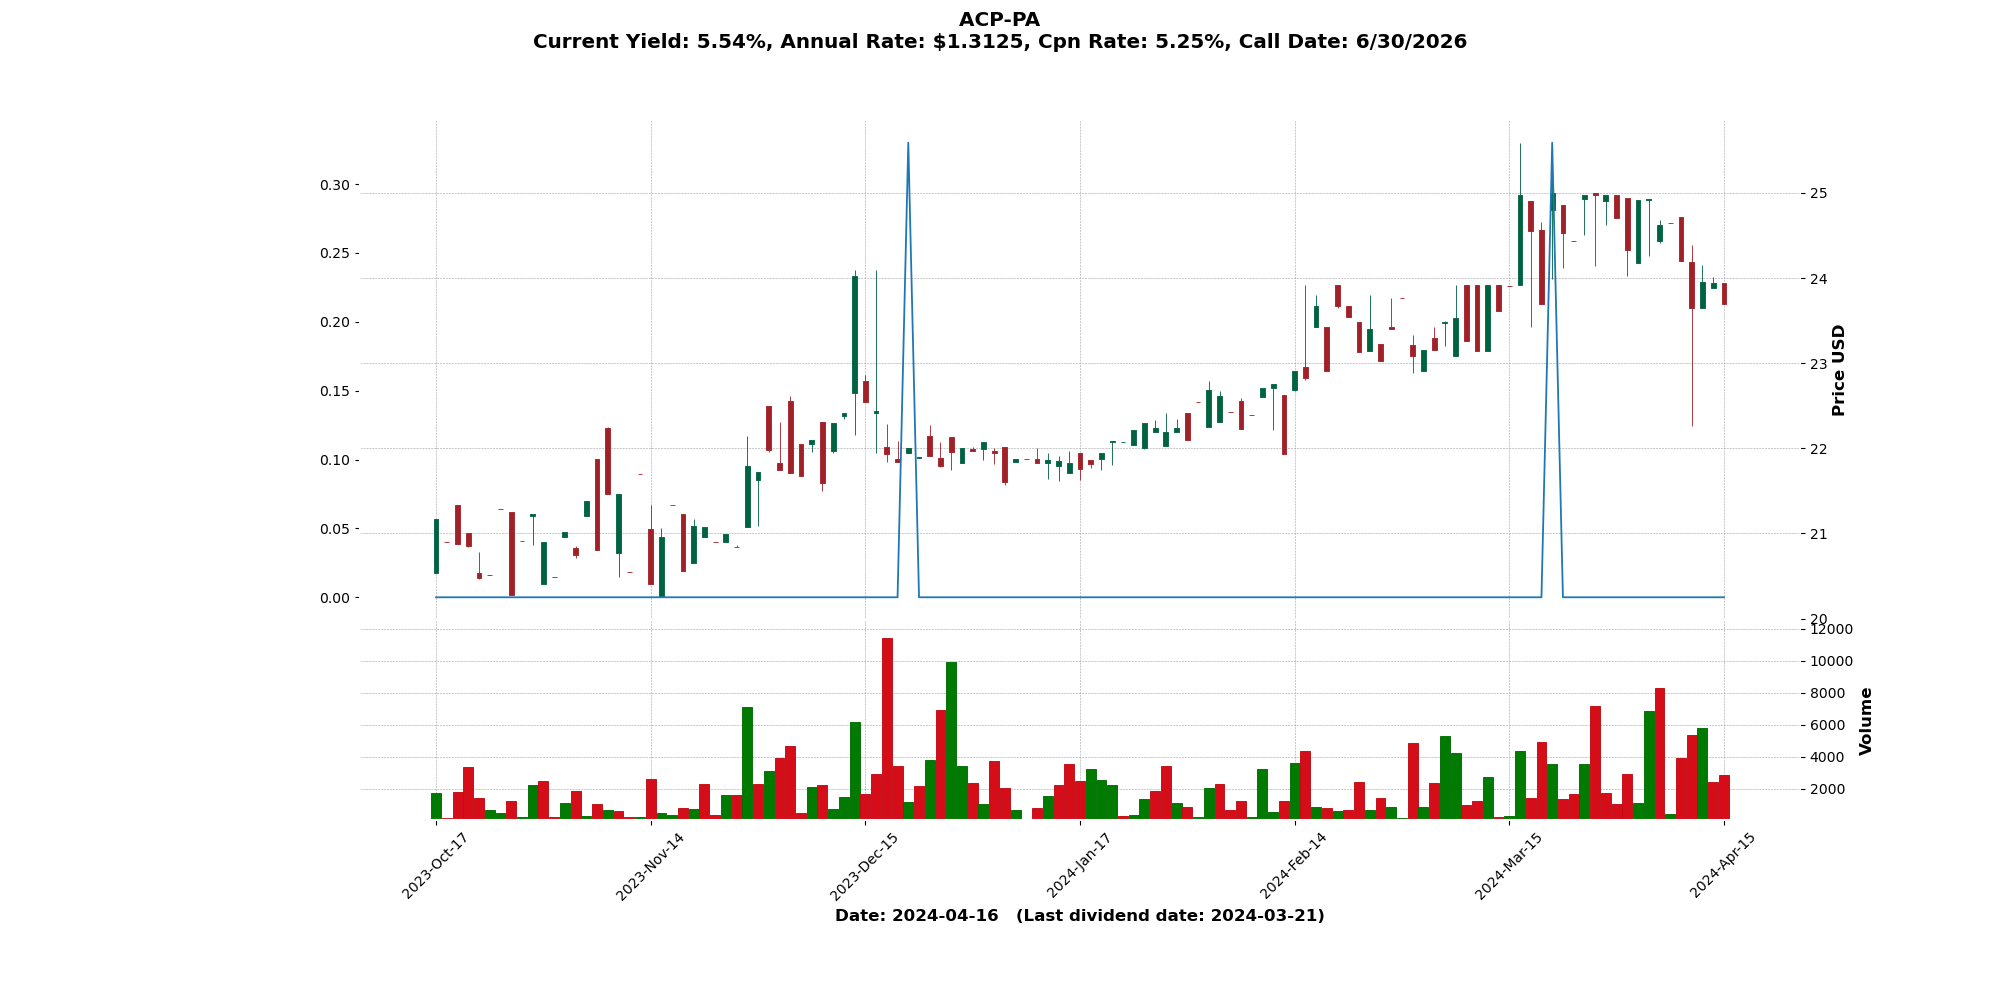 ACP-PA
Current Yield: 5.54%, Annual Rate: $1.3125, Cpn Rate: 5.25%, Call Date: 6/30/2026
0.30
0.25
0.20
0.15
0.10
0.05
0.00
25
24
23
22
21
20
Price USD
12000
10000
8000
6000
4000
2000
Volume
2023-Oct-17
2023-Nov-14
2023-Dec-15
2024-Jan-17
2024-Feb-14
2024-Mar-15
2024-Apr-15
Date: 2024-04-16 (Last dividend date: 2024-03-21)